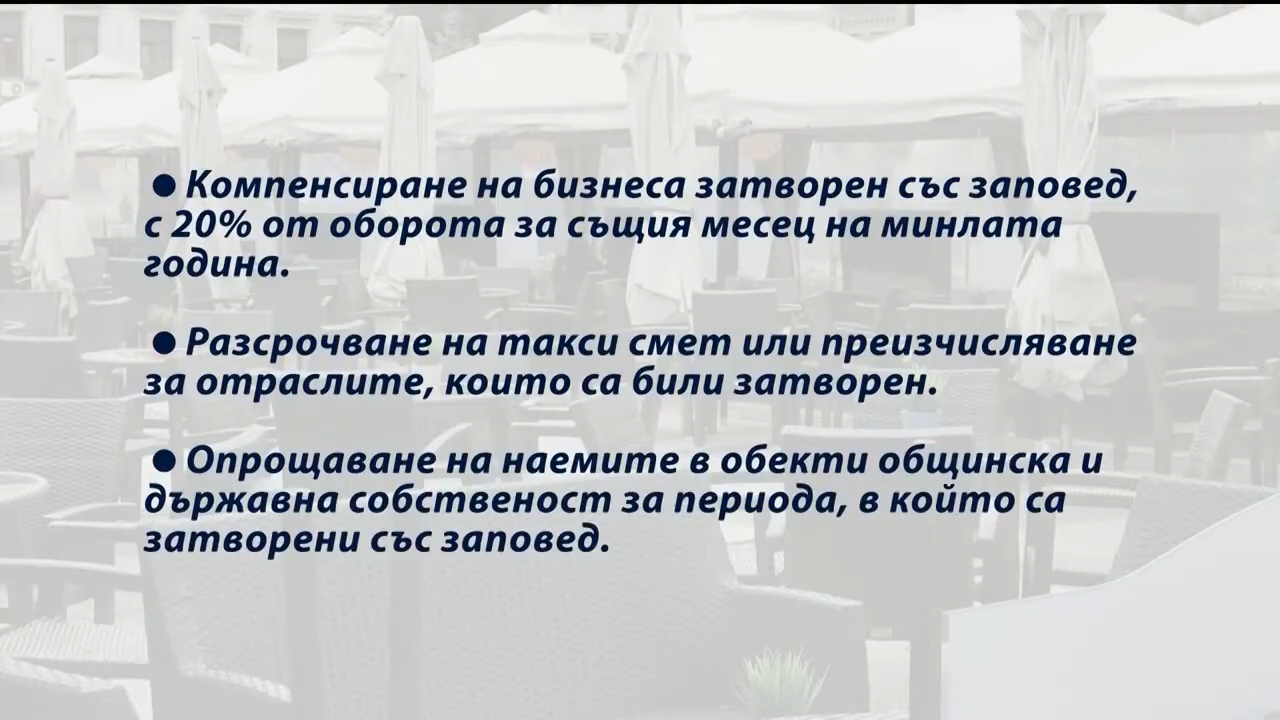 ● Компенсиране на бизнеса затворен със заповед,
с 20% от оборота за същия месец на минлата
година.
● Разсрочване на такси смет или преизчисляване
за отраслите, които са били затворен.
● Опрощаване на наемите в обекти общинска и
държавна собственост за периода, в който са
затворени със заповед.